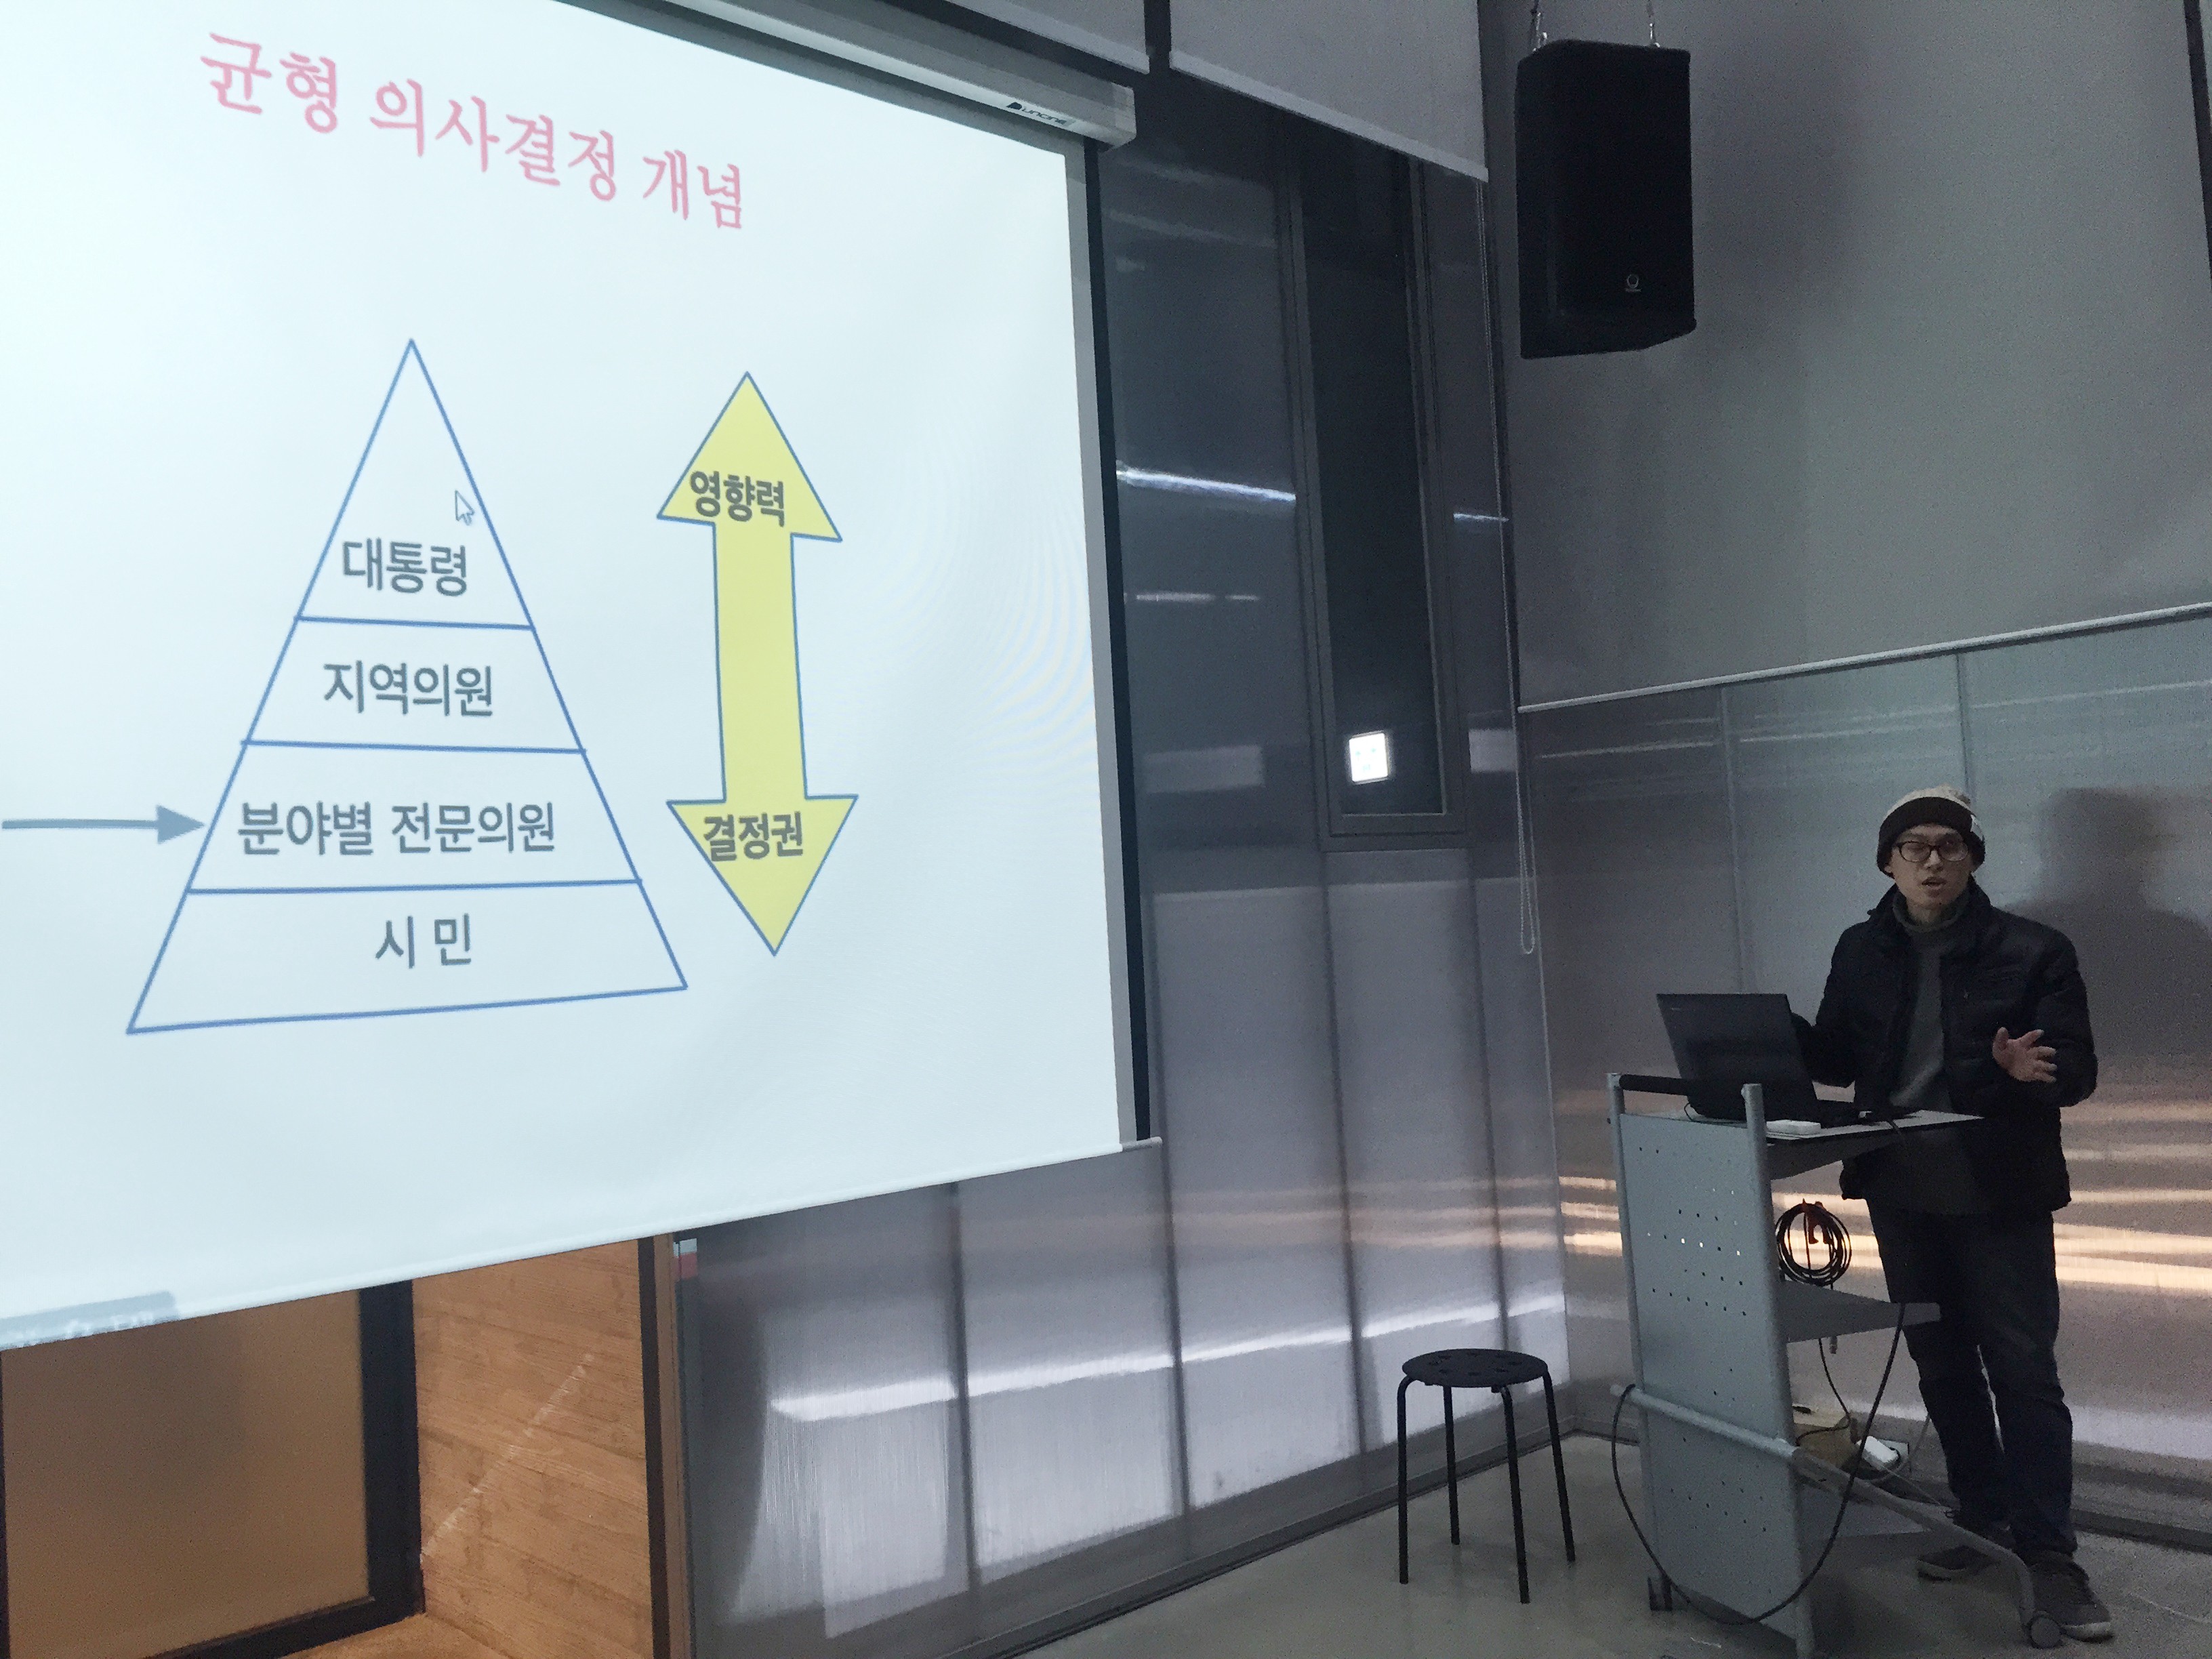 균형 의사결정 개념
대통령
지역의원
분야별 전문의원
시 민
영향력
결정권